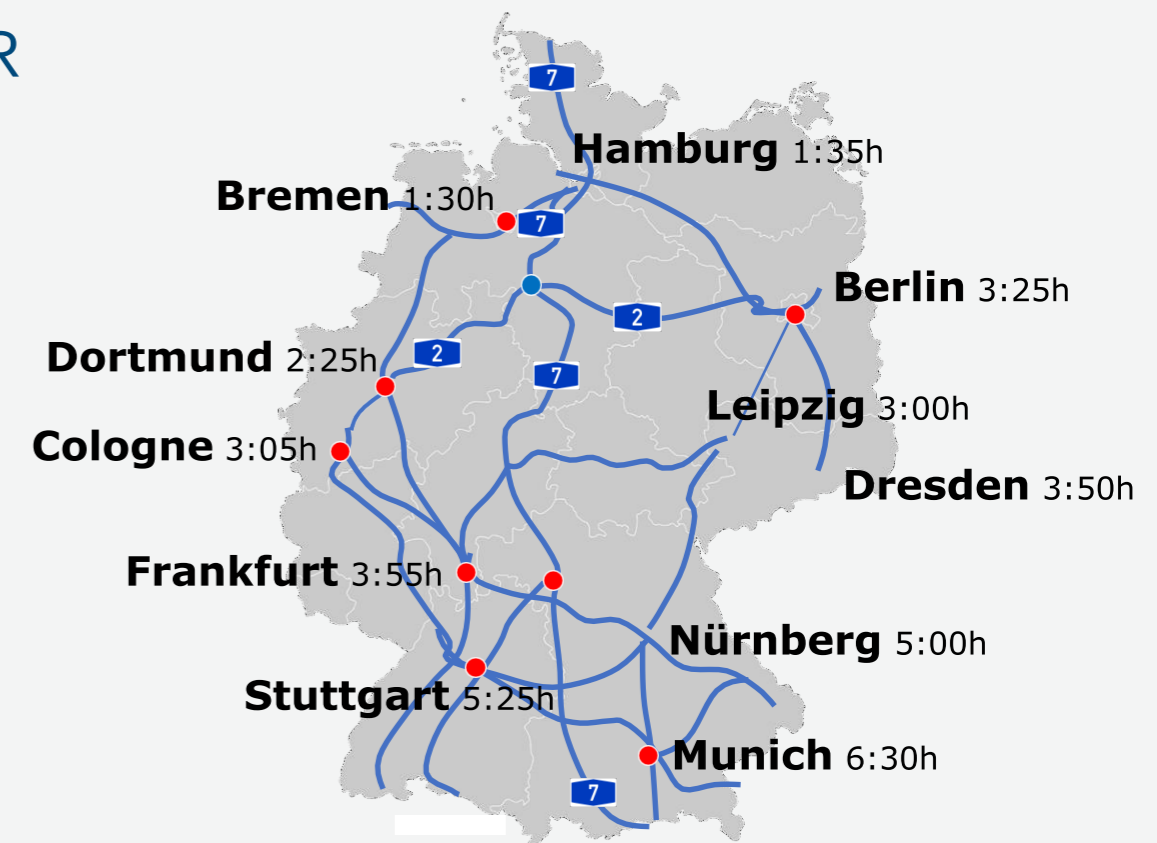 R
7
Hamburg 1:35h
Bremen 1:30h
7
Berlin 3:25h
2
Dortmund 2:25h
2
7
Leipzig 3:00h
Cologne 3:05h
Dresden 3:50h
Frankfurt 3:55h
Nürnberg 5:00h
Stuttgart 5:25h
Munich 6:30h
7